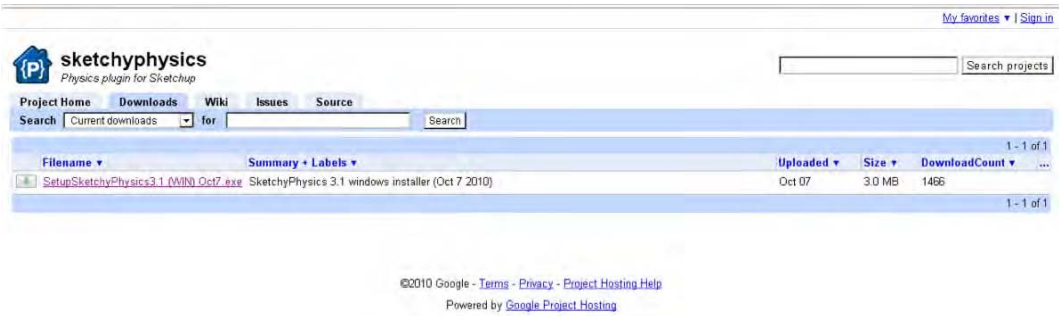 My favorites ▼ | Sign in
{P}
sketchyphysics
Physics plugin for Sketchup
Search projects
Project Home Downloads Wiki Issues Source
Search Current downloads for Search
1 - 1 of 1
Filename ▼ Summary + Labels ▼ Uploaded ▼ Size ▼ DownloadCount ▼ ...
SetupSketchyPhysics3.1 (WIN) Oct7.exe SketchyPhysics 3.1 windows installer (Oct 7 2010) Oct 07 3.0 MB 1466
1 - 1 of 1
©2010 Google - Terms - Privacy - Project Hosting Help
Powered by Google Project Hosting